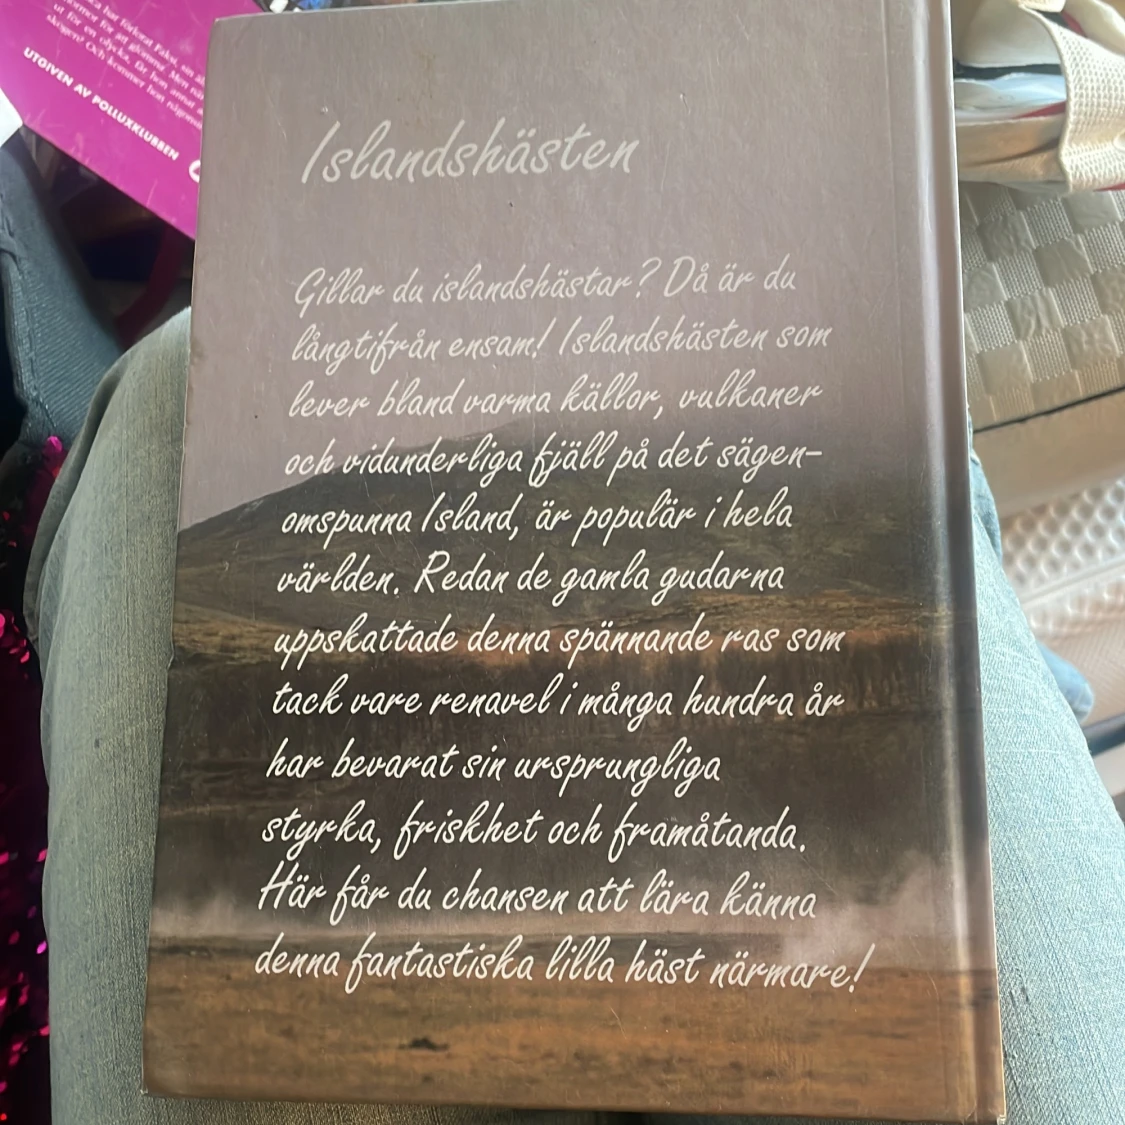 UTGIVEN AV POLLUXKLUBBEN
Islandshästen
Gillar du islandshästar? Då är du
långtifrån ensam! Islandshästen som
lever bland varma källor, vulkaner
och vidunderliga fjäll på det sägen-
omspunna Island, är populär i hela
världen. Redan de gamla gudarna
uppskattade denna spännande ras som
tack vare renavel i många hundra år
har bevarat sin ursprungliga
styrka, friskhet och framåtanda.
Här får du chansen att lära känna
denna fantastiska lilla häst närmare!